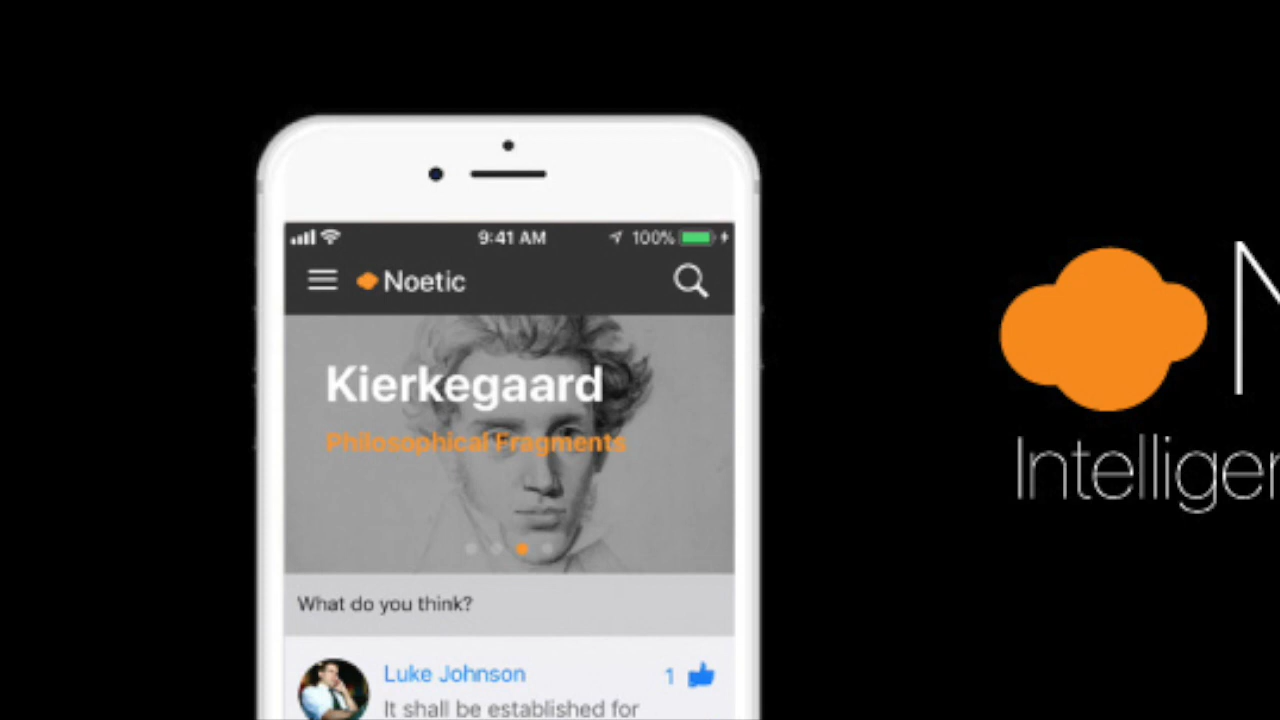 9:41 AM 100%
Noetic
Kierkegaard
Philosophical Fragments
What do you think?
Luke Johnson 1
It shall be established for
N
Intelligen